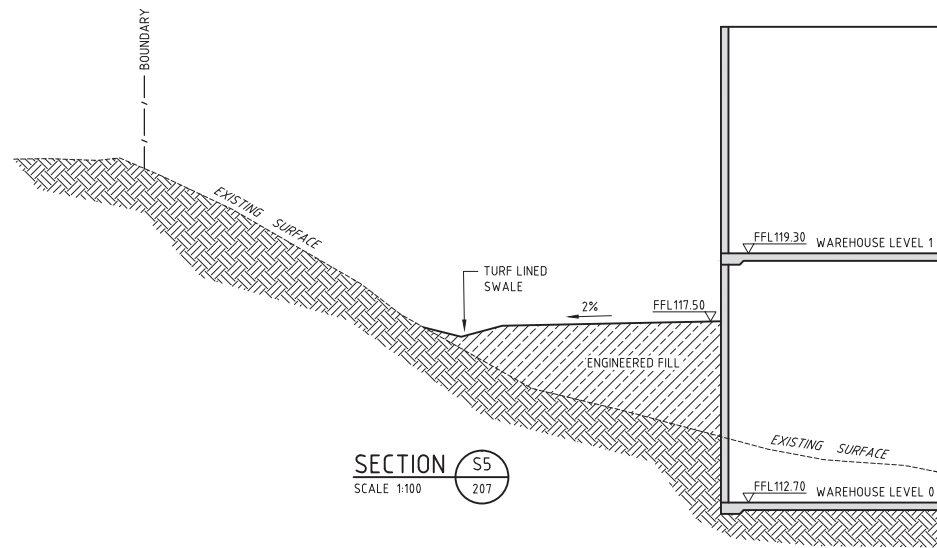 BOUNDARY
EXISTING SURFACE
TURF LINED
SWALE
2%
FFL117.50
FFL119.30 WAREHOUSE LEVEL 1
ENGINEERED FILL
EXISTING SURFACE
FFL112.70 WAREHOUSE LEVEL 0
SECTION S5
SCALE 1:100 207